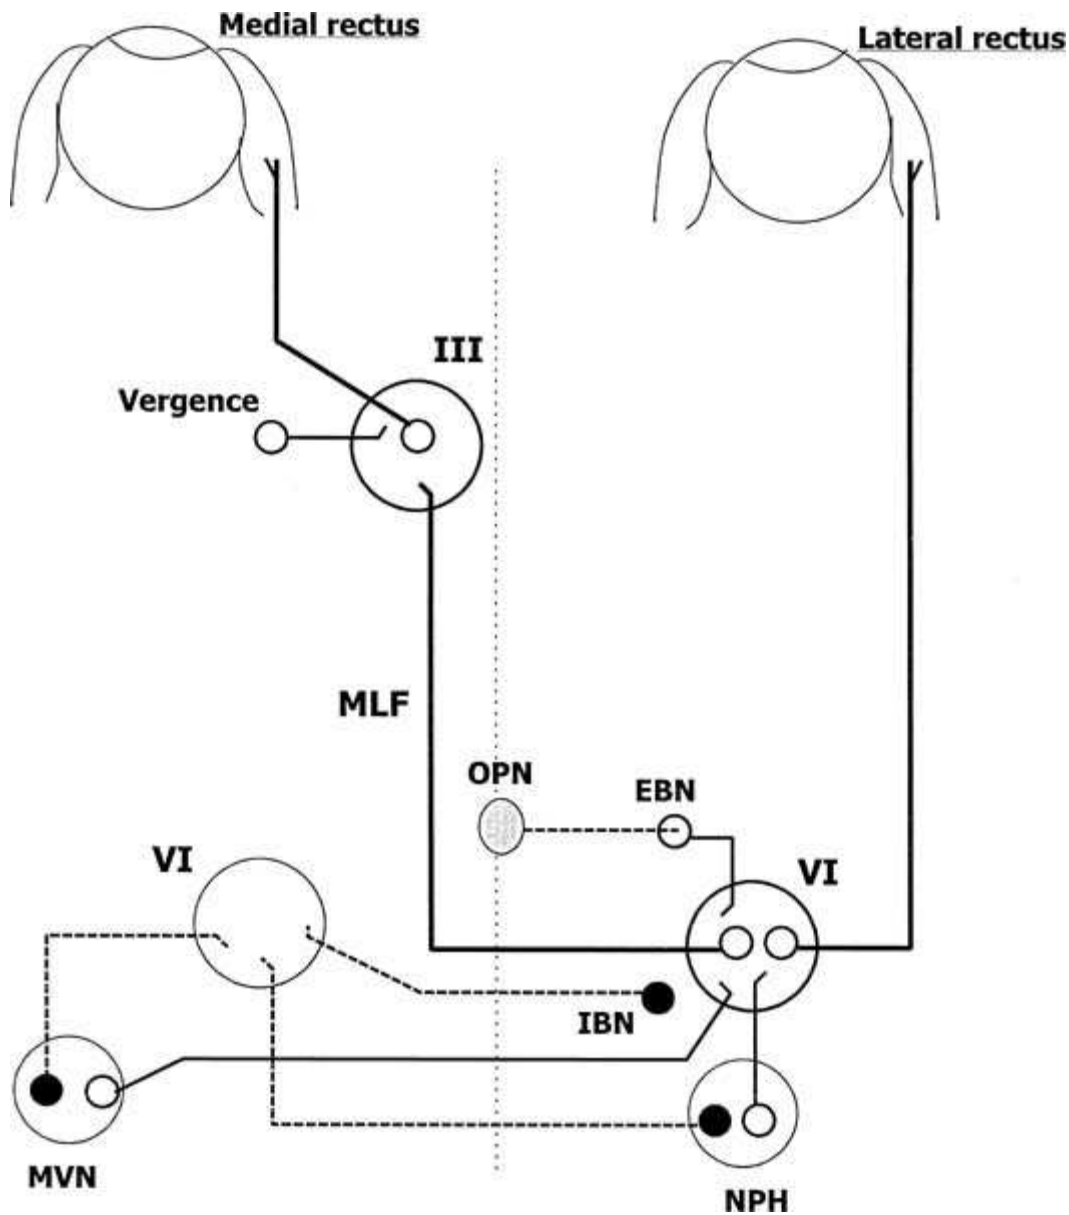 Medial rectus
Lateral rectus
III
Vergence
MLF
OPN
EBN
VI
VI
IBN
MVN
NPH